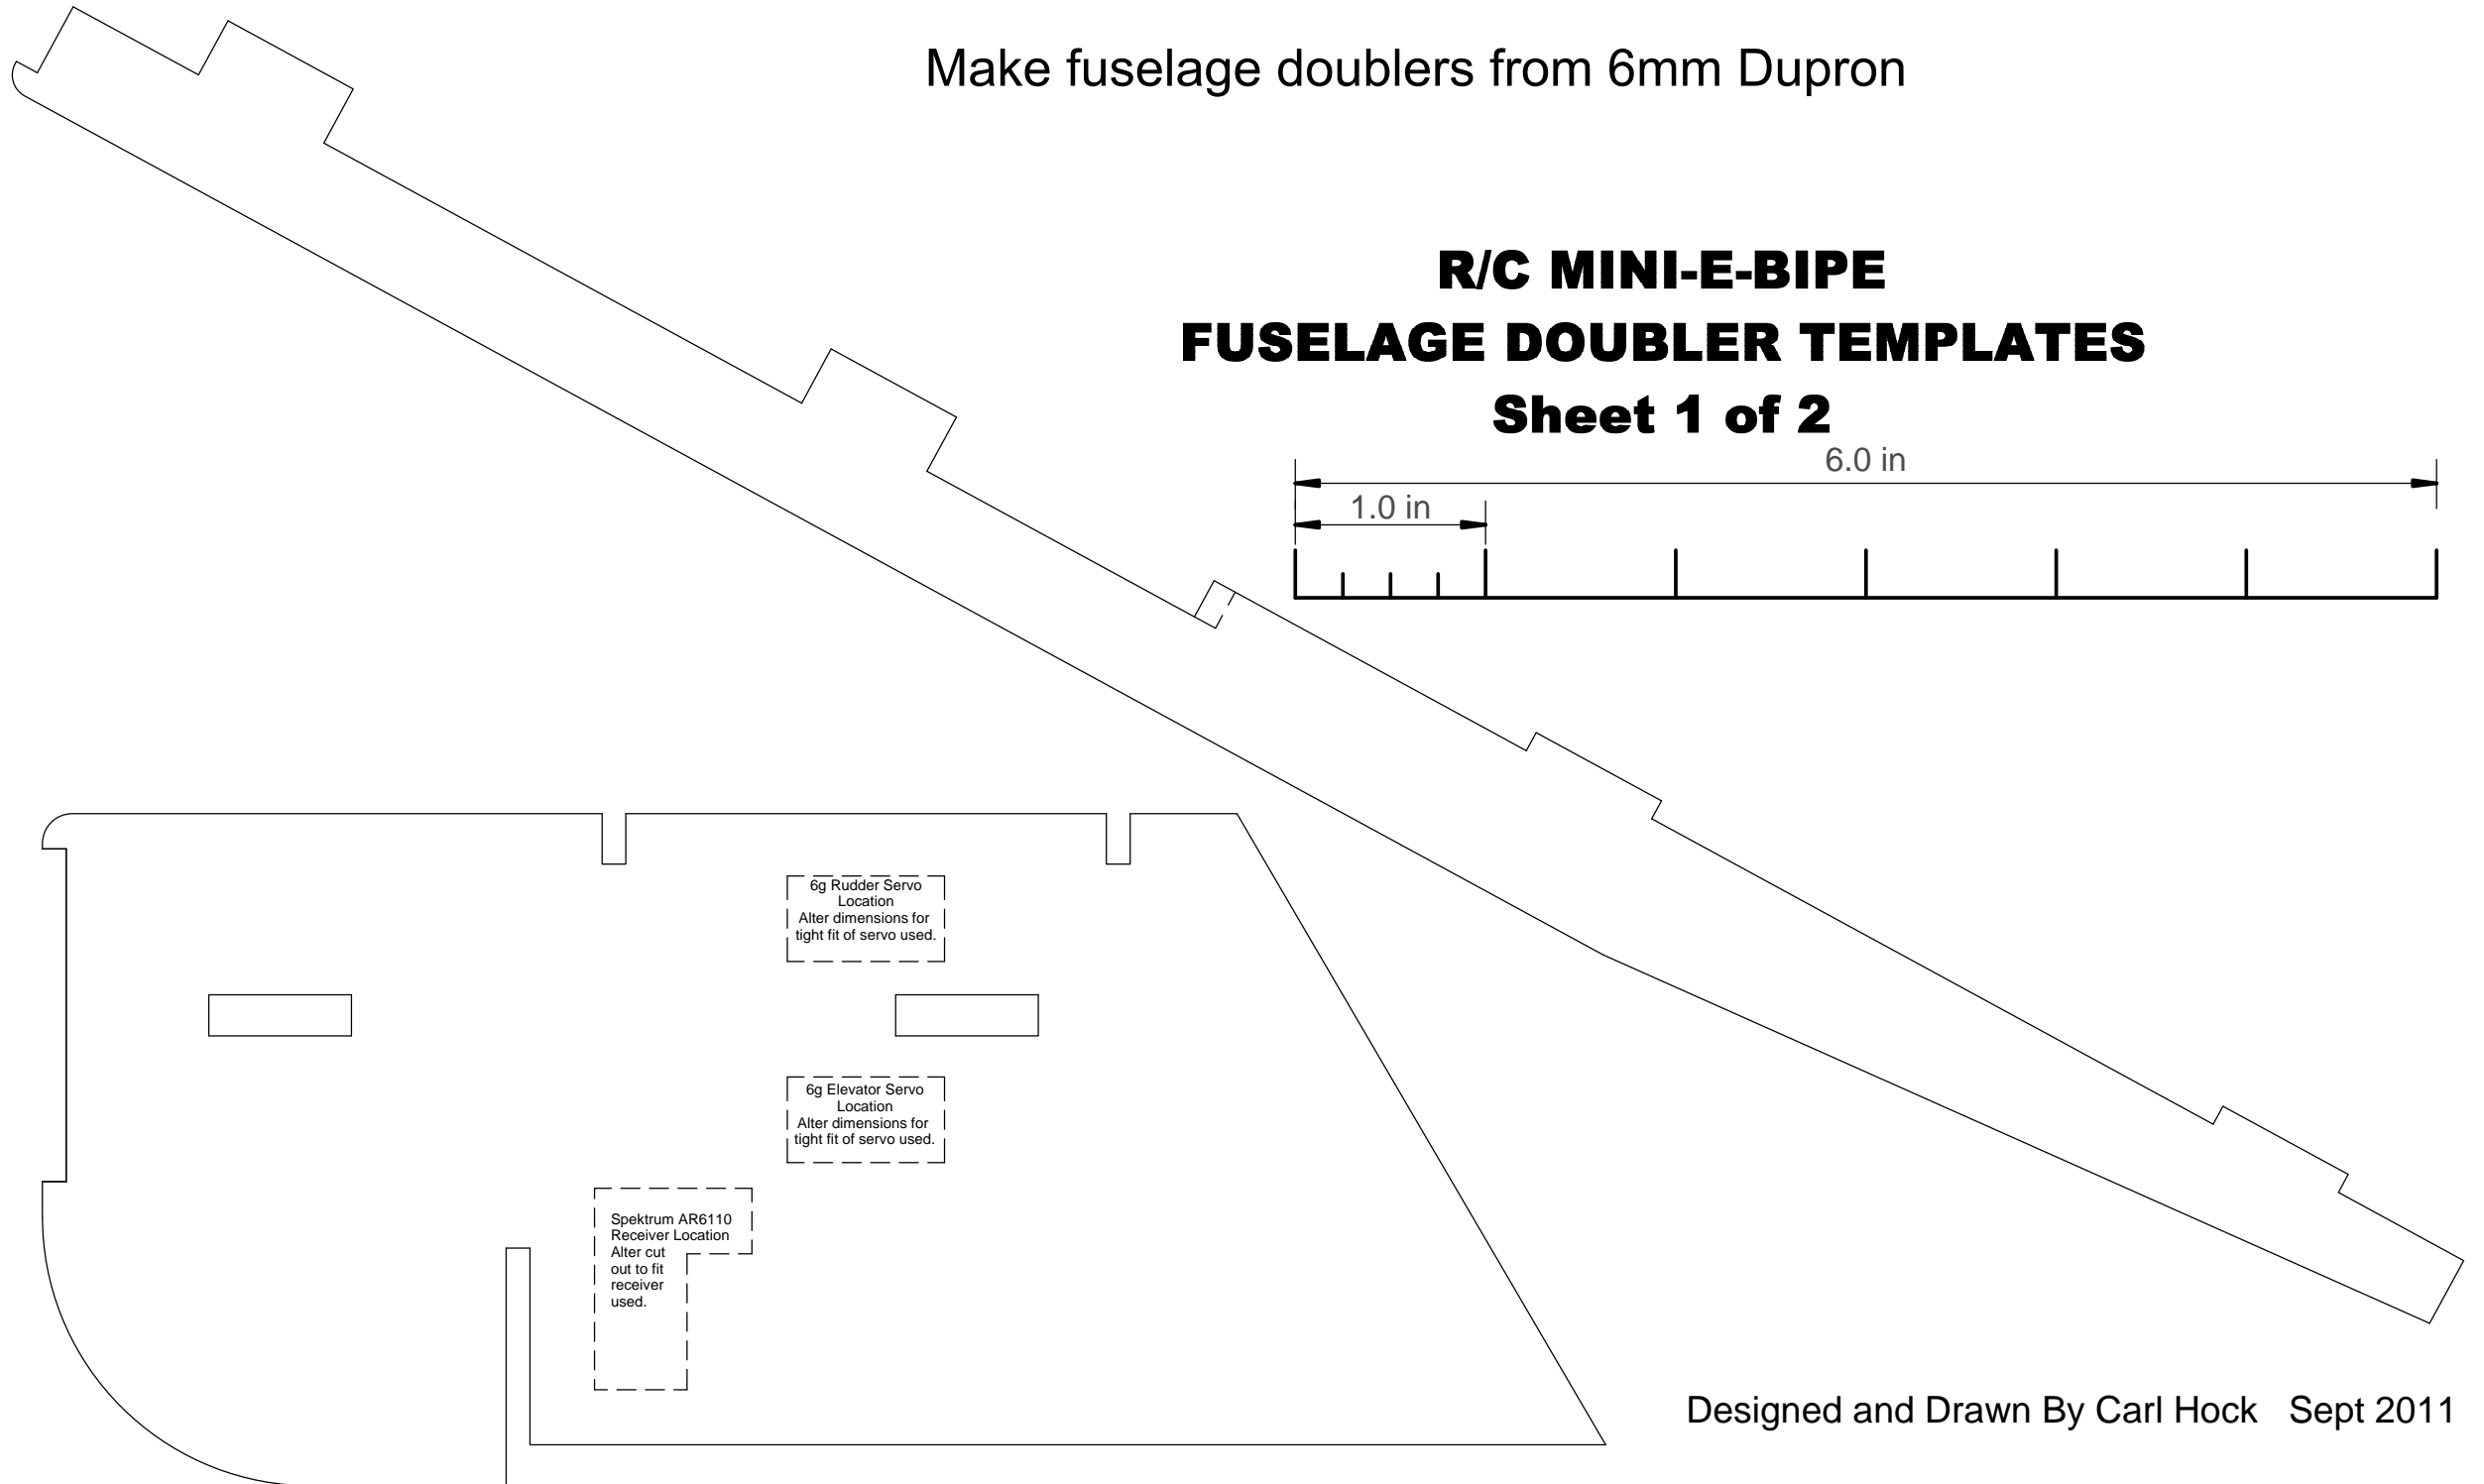 Make fuselage doublers from 6mm Dupron
R/C MINI-E-BIPE
FUSELAGE DOUBLER TEMPLATES
Sheet 1 of 2
6.0 in
1.0 in
6g Rudder Servo
Location
Alter dimensions for
tight fit of servo used.
6g Elevator Servo
Location
Alter dimensions for
tight fit of servo used.
Spektrum AR6110
Receiver Location
Alter cut
out to fit
receiver
used.
Designed and Drawn By Carl Hock Sept 2011